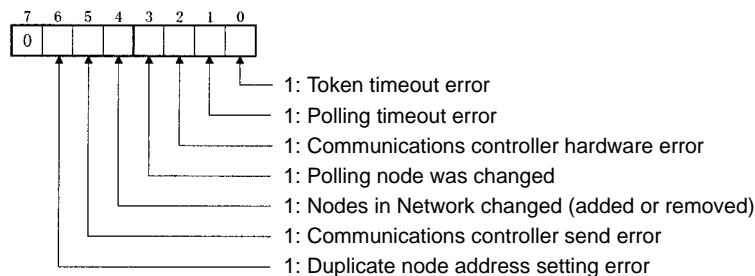 7 6 5 4 3 2 1 0
0
1: Token timeout error
1: Polling timeout error
1: Communications controller hardware error
1: Polling node was changed
1: Nodes in Network changed (added or removed)
1: Communications controller send error
1: Duplicate node address setting error